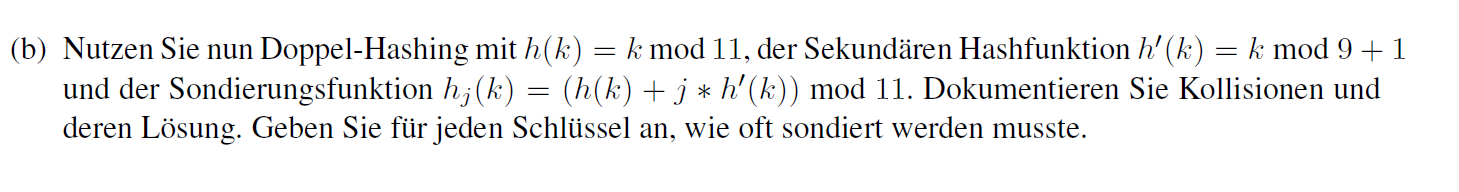 (b) Nutzen Sie nun Doppel-Hashing mit h(k) = k mod 11, der Sekundären Hashfunktion h′(k) = k mod 9 + 1
und der Sondierungsfunktion hⱼ(k) = (h(k) + j ∗ h′(k)) mod 11. Dokumentieren Sie Kollisionen und
deren Lösung. Geben Sie für jeden Schlüssel an, wie oft sondiert werden musste.